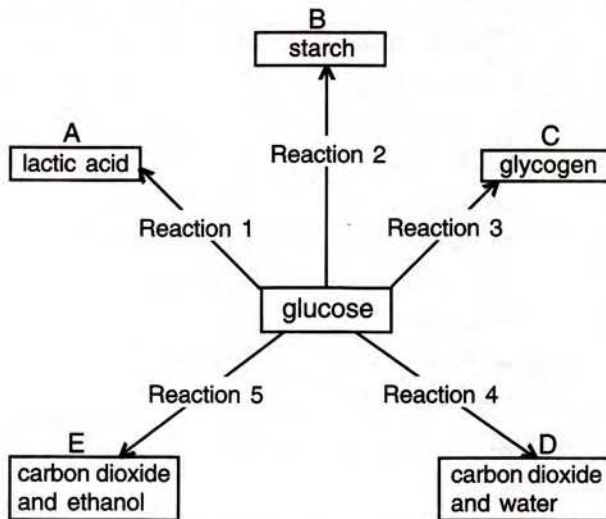 B
starch
A
lactic acid
Reaction 2
C
glycogen
Reaction 1
Reaction 3
glucose
Reaction 5
Reaction 4
E
carbon dioxide
and ethanol
D
carbon dioxide
and water